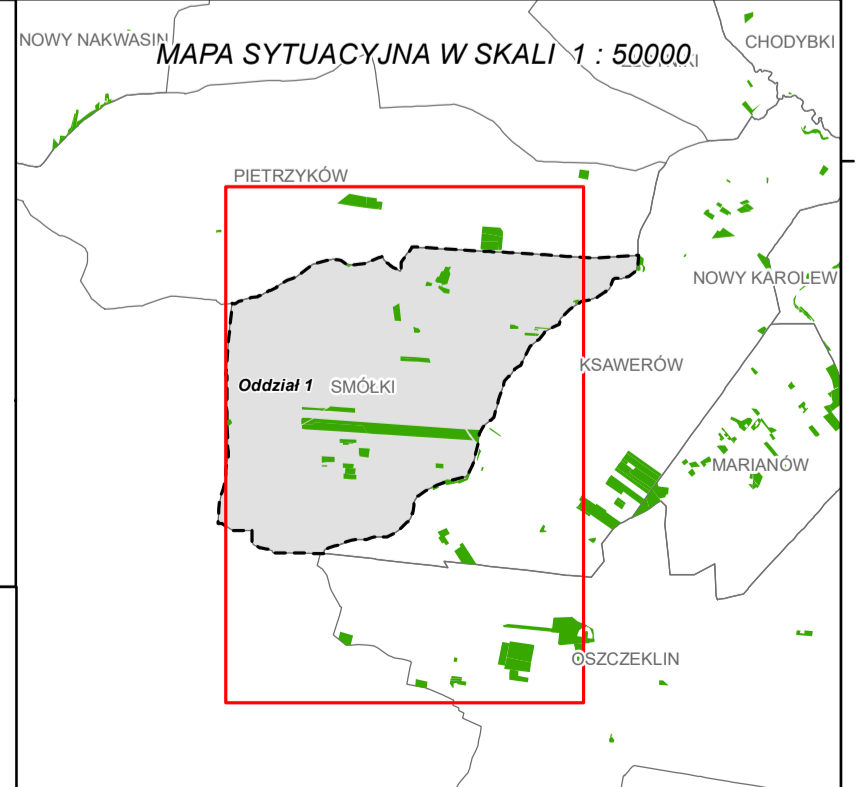 NOWY NAKWASIN
MAPA SYTUACYJNA W SKALI 1 : 50000
CHODYBKI
PIETRZYKÓW
NOWY KAROLEW
KSAWERÓW
Oddział 1
SMÓŁKI
MARIANÓW
OSZCZEKLIN